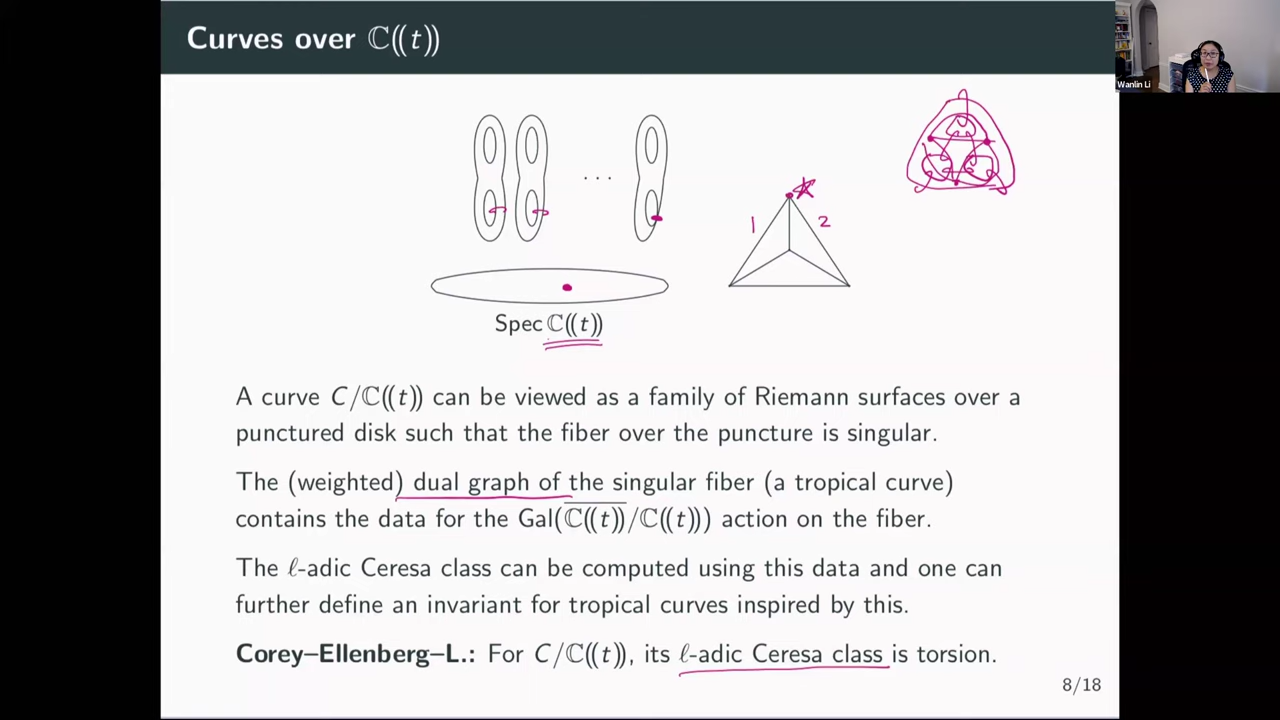 Curves over ℂ((t))
Wanlin Li
1
2
Spec ℂ((t))
A curve C/ℂ((t)) can be viewed as a family of Riemann surfaces over a
punctured disk such that the fiber over the puncture is singular.
The (weighted) dual graph of the singular fiber (a tropical curve)
contains the data for the Gal(\overline{ℂ((t))}/ℂ((t))) action on the fiber.
The ℓ-adic Ceresa class can be computed using this data and one can
further define an invariant for tropical curves inspired by this.
Corey–Ellenberg–L.: For C/ℂ((t)), its ℓ-adic Ceresa class is torsion.
8/18